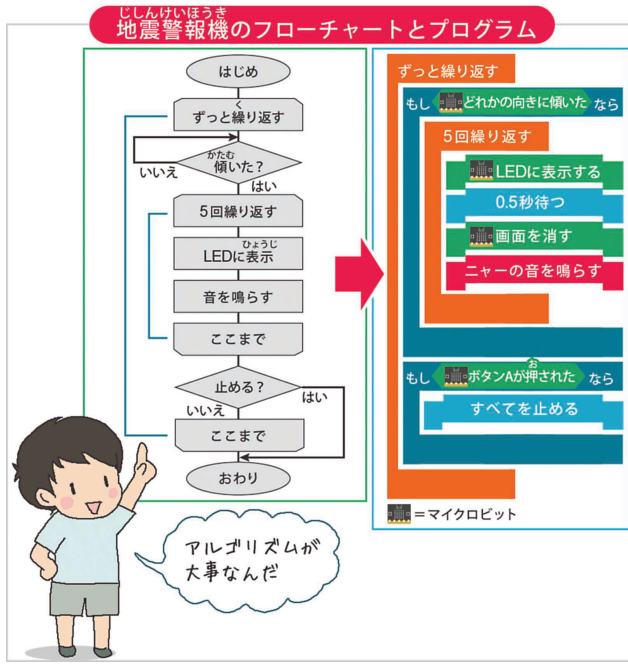 じしんけいほうき
地震警報機のフローチャートとプログラム
はじめ
く
ずっと繰り返す
かたむ
傾いた?
いいえ
はい
5回繰り返す
ひょうじ
LEDに表示
音を鳴らす
ここまで
止める?
いいえ
はい
ここまで
おわり
ずっと繰り返す
もし どれかの向きに傾いた なら
5回繰り返す
LEDに表示する
0.5秒待つ
画面を消す
ニャーの音を鳴らす
お
もし ボタンAが押された なら
すべてを止める
=マイクロビット
アルゴリズムが
大事なんだ